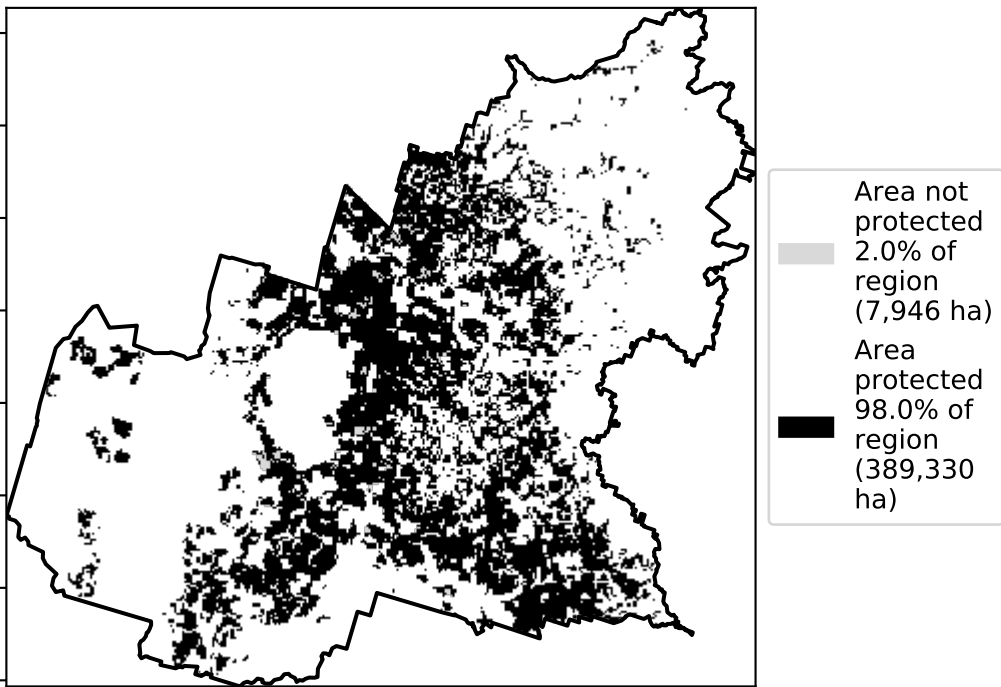 Area not
protected
2.0% of
region
(7,946 ha)
Area
protected
98.0% of
region
(389,330
ha)